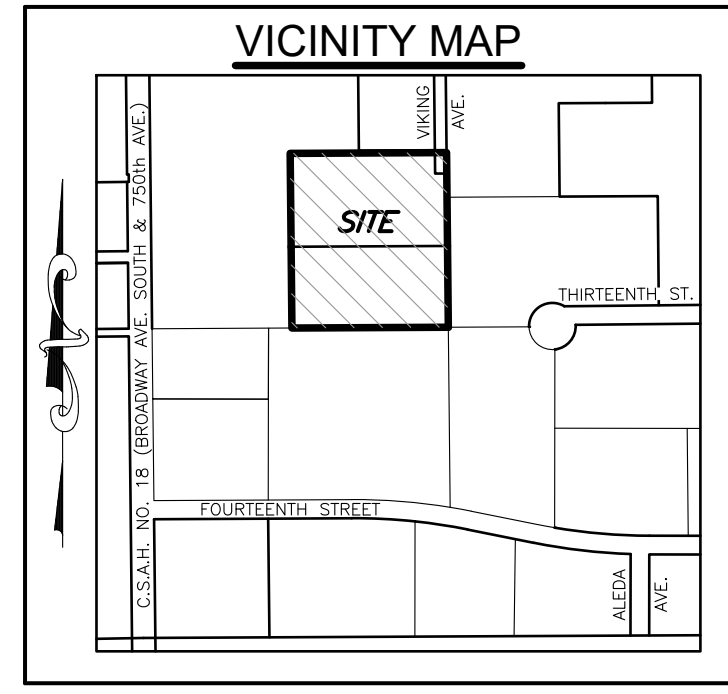 VICINITY MAP
VIKING
AVE.
C.S.A.H. NO. 18 (BROADWAY AVE. SOUTH & 750th AVE.)
SITE
THIRTEENTH ST.
FOURTEENTH STREET
ALEDA
AVE.